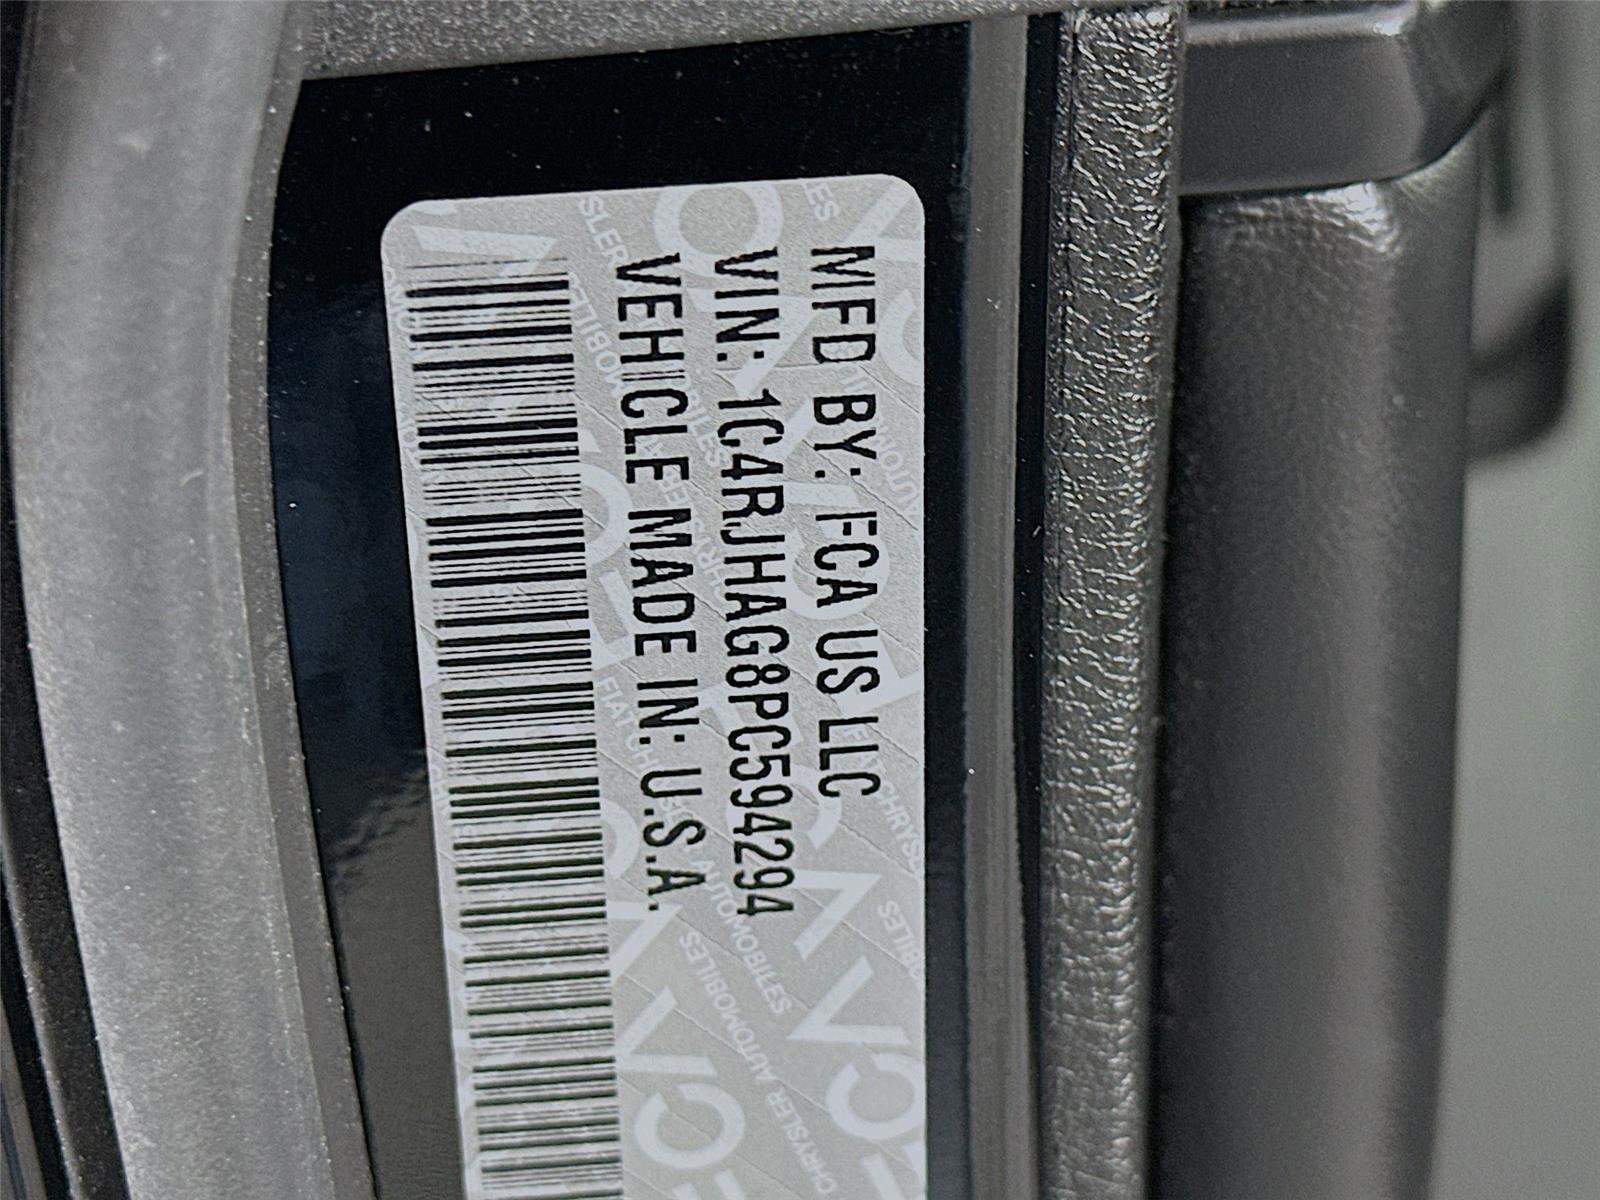 MFD BY: FCA US LLC
VIN: 1C4RJHAG8PC594294
VEHICLE MADE IN: U.S.A.